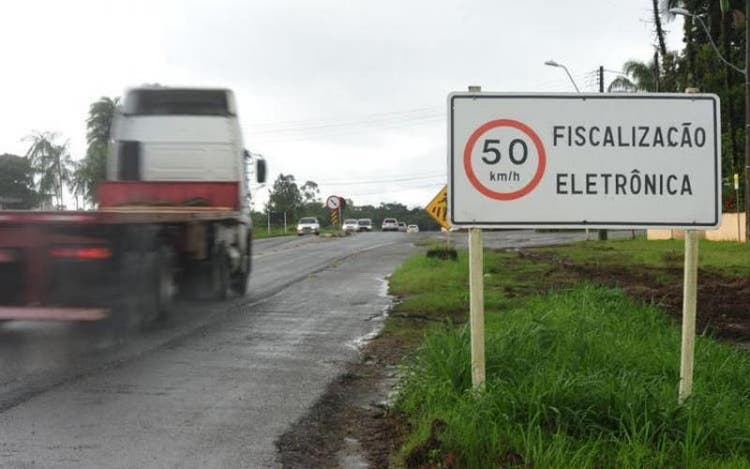 50
km/h
FISCALIZAÇÃO
ELETRÔNICA